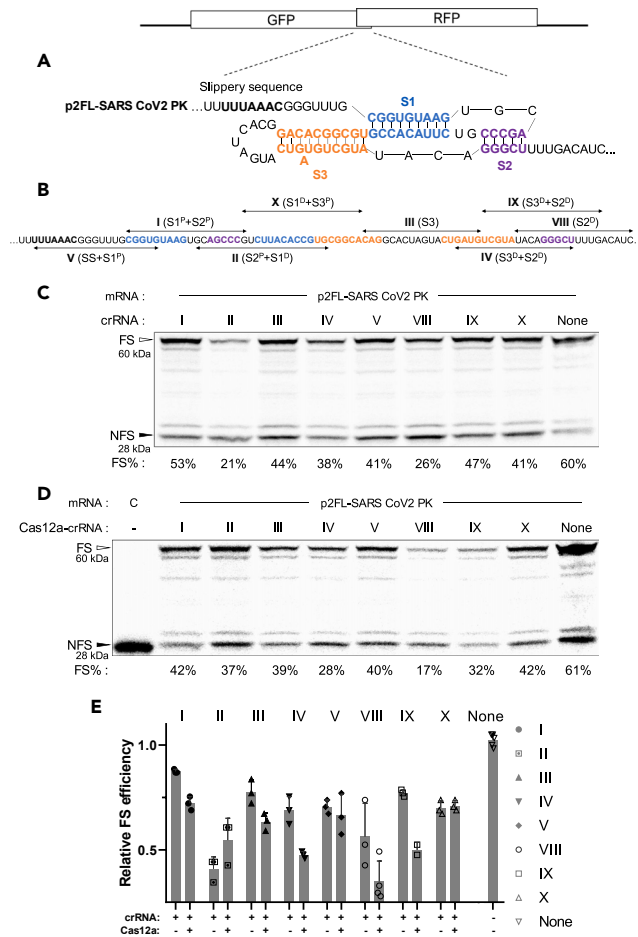 GFP
RFP
A
Slippery sequence
p2FL-SARS CoV2 PK ...UUUUUAAACGGGUUUG
S1
CGGUGUAAG
U-G-C
GACACGGCGU
GCCACAUUC
U G
CCCGA
CACG
U
C
A
U
AUGA
CUGUGUCGUA
A
U-A-C-A
GGGCU
UUUGACAUC...
S3
S2
B
X (S1ᴰ+S3ᴾ)
IX (S3ᴰ+S2ᴰ)
I (S1ᴾ+S2ᴾ)
III (S3)
VIII (S2ᴰ)
...UUUUUAAACGGGUUUGCGGUGUAAGUGCAGCCCGUCUUACACCGUGCGGCACAGGCACUAGUACUGAUGUCGUAUACAGGGCUUUUGACAUC.
V (SS+S1ᴾ)
II (S2ᴾ+S1ᴰ)
IV (S3ᴰ+S2ᴰ)
C
mRNA : p2FL-SARS CoV2 PK
crRNA : I II III IV V VIII IX X None
FS
60 kDa
NFS
28 kDa
FS% : 53% 21% 44% 38% 41% 26% 47% 41% 60%
D
mRNA : C p2FL-SARS CoV2 PK
Cas12a-crRNA : - I II III IV V VIII IX X None
FS
60 kDa
NFS
28 kDa
FS% : 42% 37% 39% 28% 40% 17% 32% 42% 61%
E
I II III IV V VIII IX X None
Relative FS efficiency
1.0
0.5
I
II
III
IV
V
VIII
IX
X
None
crRNA: + + + + + + + + + + + + + + + + -
Cas12a: - + - + - + - + - + - + - + - + -